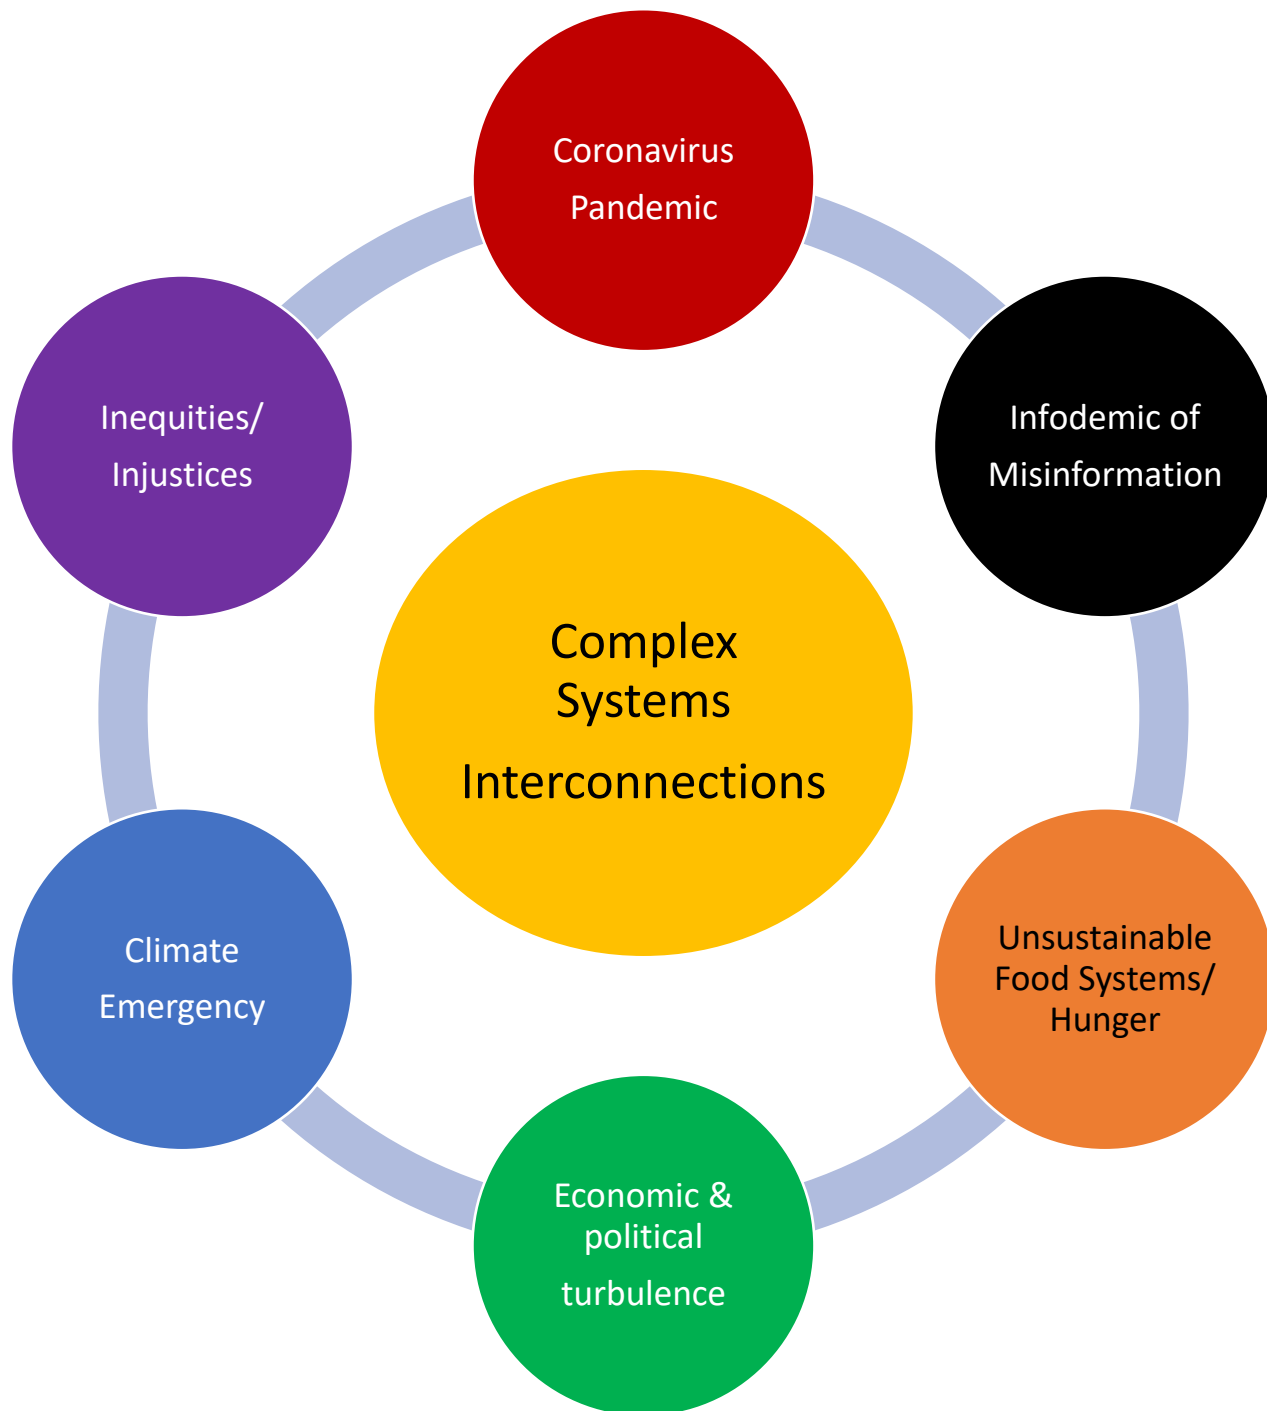 Coronavirus
Pandemic
Infodemic of
Misinformation
Unsustainable
Food Systems/
Hunger
Economic &
political
turbulence
Climate
Emergency
Inequities/
Injustices
Complex
Systems
Interconnections